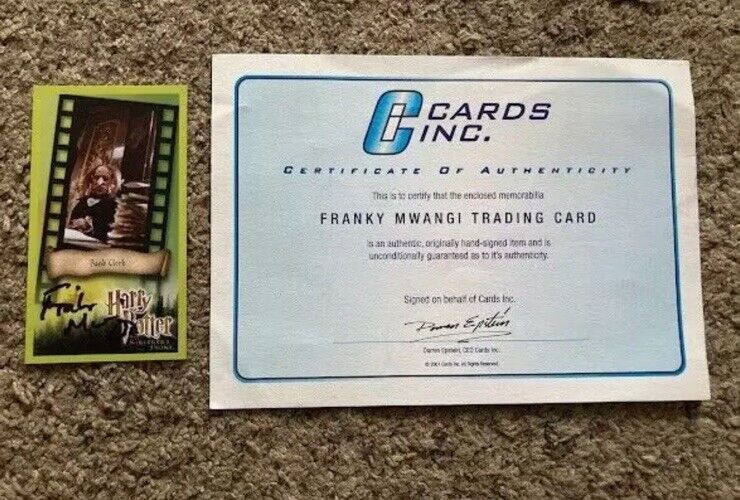 Bank Clerk
Harry
Potter
CARDS
INC.
CERTIFICATE OF AUTHENTICITY
This is to certify that the enclosed memorabilia
FRANKY MWANGI TRADING CARD
is an authentic, originally hand-signed item and is
unconditionally guaranteed as to it's authenticity.
Signed on behalf of Cards Inc.
Darren Epstein
Darren Epstein, CEO Cards Inc.
© 2001 Cards Inc. All Rights Reserved.